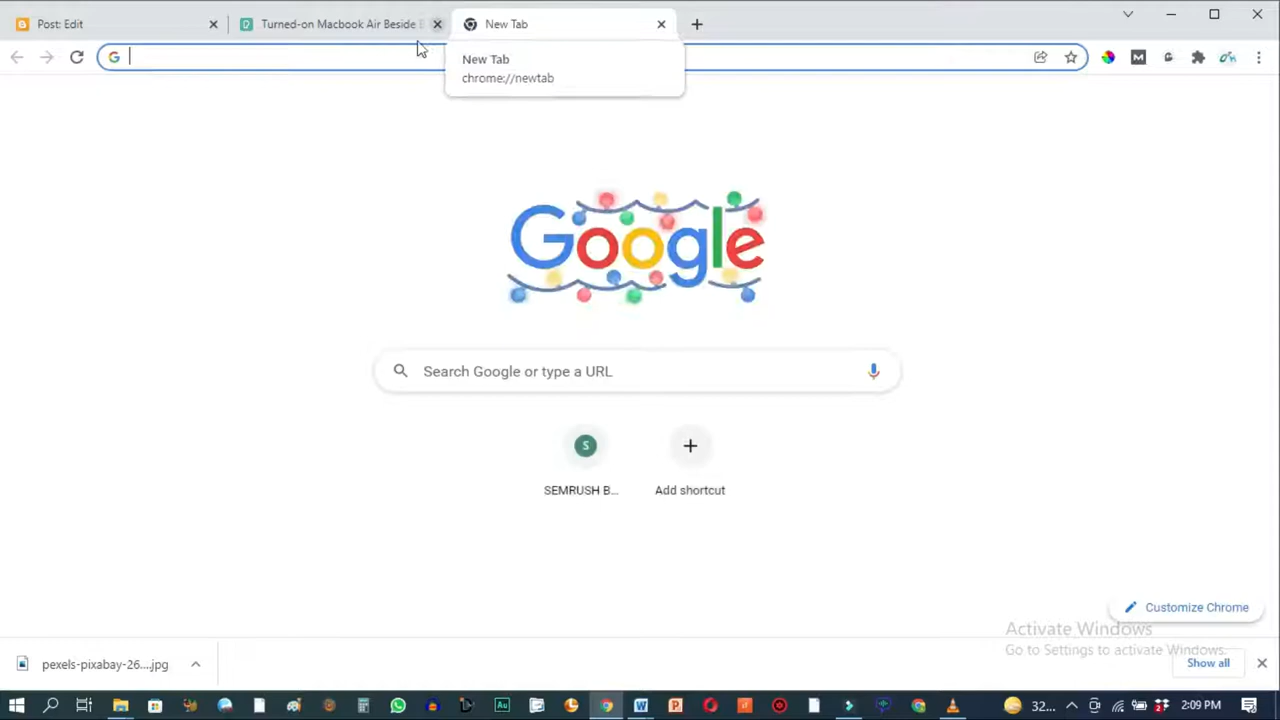 Post: Edit
Turned-on Macbook Air Beside B
New Tab
G
New Tab
chrome://newtab
M
Google
Search Google or type a URL
S
SEMRUSH B...
Add shortcut
Customize Chrome
Activate Windows
Go to Settings to activate Windows.
pexels-pixabay-26....jpg
Show all
Au
W
P
32...
2:09 PM